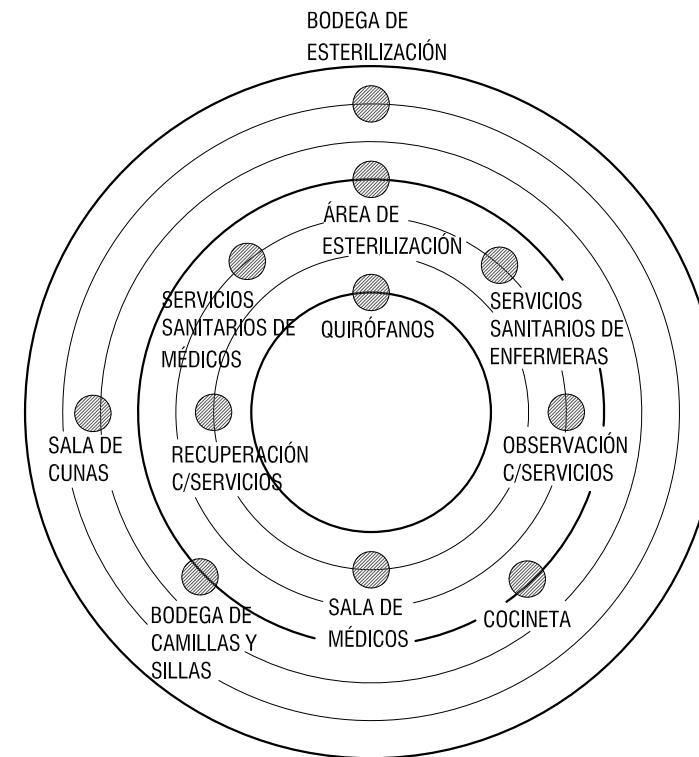 BODEGA DE
ESTERILIZACIÓN
ÁREA DE
ESTERILIZACIÓN
SERVICIOS
SANITARIOS DE
MÉDICOS
QUIRÓFANOS
SERVICIOS
SANITARIOS DE
ENFERMERAS
SALA DE
CUNAS
RECUPERACIÓN
C/SERVICIOS
OBSERVACIÓN
C/SERVICIOS
BODEGA DE
CAMILLAS Y
SILLAS
SALA DE
MÉDICOS
COCINETA